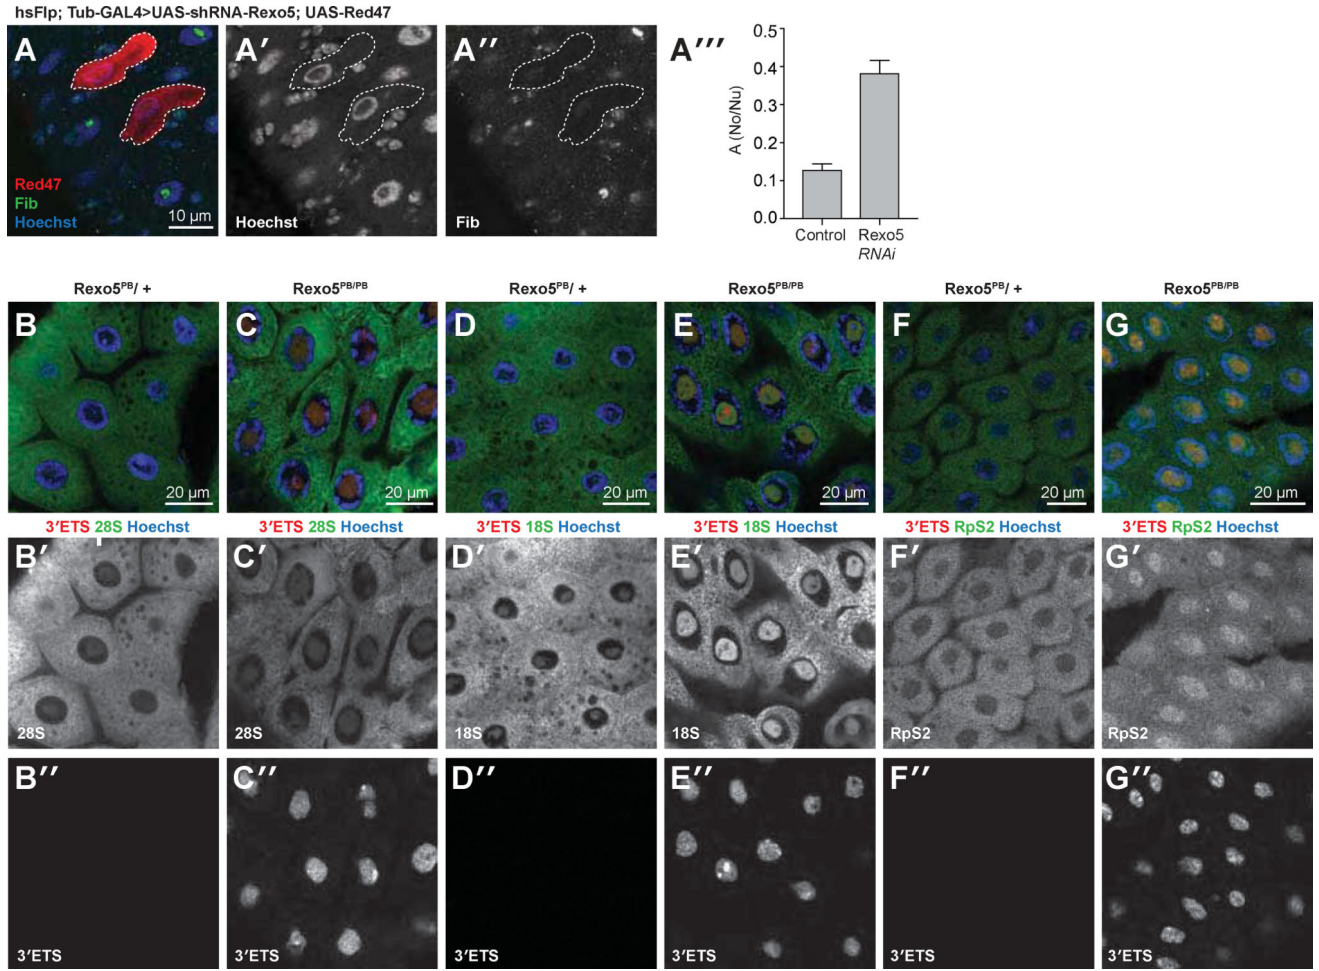 hsFlp; Tub-GAL4>UAS-shRNA-Rexo5; UAS-Red47
A
Red47
Fib
Hoechst
10 µm
A′
Hoechst
A″
Fib
A‴
A (No/Nu)
0.5
0.4
0.3
0.2
0.1
0.0
Control
Rexo5
RNAi
Rexo5PB/ +
Rexo5PB/PB
Rexo5PB/ +
Rexo5PB/PB
Rexo5PB/ +
Rexo5PB/PB
B
20 µm
C
20 µm
D
20 µm
E
20 µm
F
20 µm
G
20 µm
3′ETS 28S Hoechst
3′ETS 28S Hoechst
3′ETS 18S Hoechst
3′ETS 18S Hoechst
3′ETS RpS2 Hoechst
3′ETS RpS2 Hoechst
B′
28S
C′
28S
D′
18S
E′
18S
F′
RpS2
G′
RpS2
B″
3′ETS
C″
3′ETS
D″
3′ETS
E″
3′ETS
F″
3′ETS
G″
3′ETS